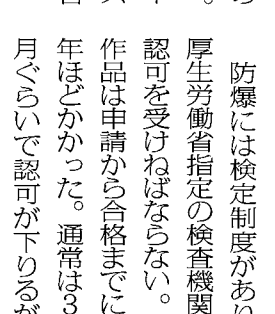 防爆には検定制度があり
厚生労働省指定の検査機関
認可を受けねばならない。
作品は申請から合格までに
年ほどかかった。通常は3
月ぐらいで認可が下りるが